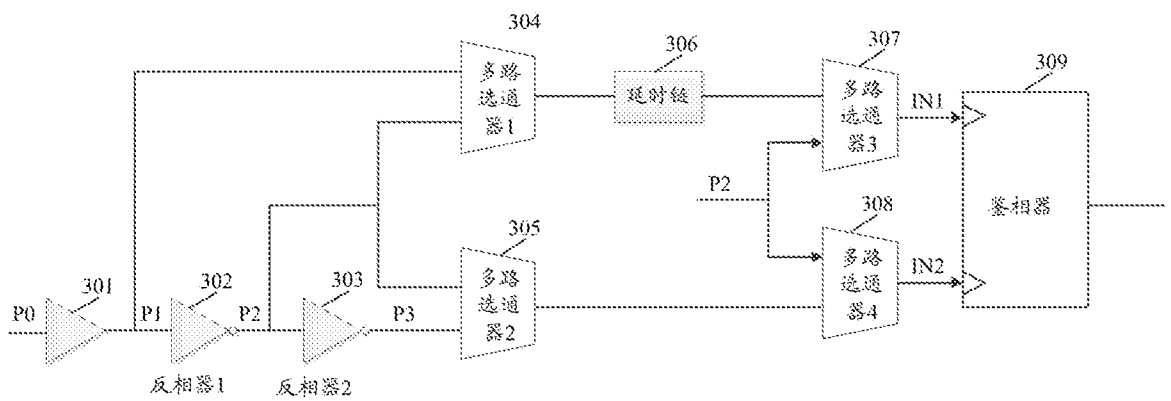 304
多路选通器1
306
延时链
307
多路选通器3
IN1
309
鉴相器
P2
308
多路选通器4
IN2
305
多路选通器2
P0
301
P1
302
P2
303
P3
反相器1
反相器2